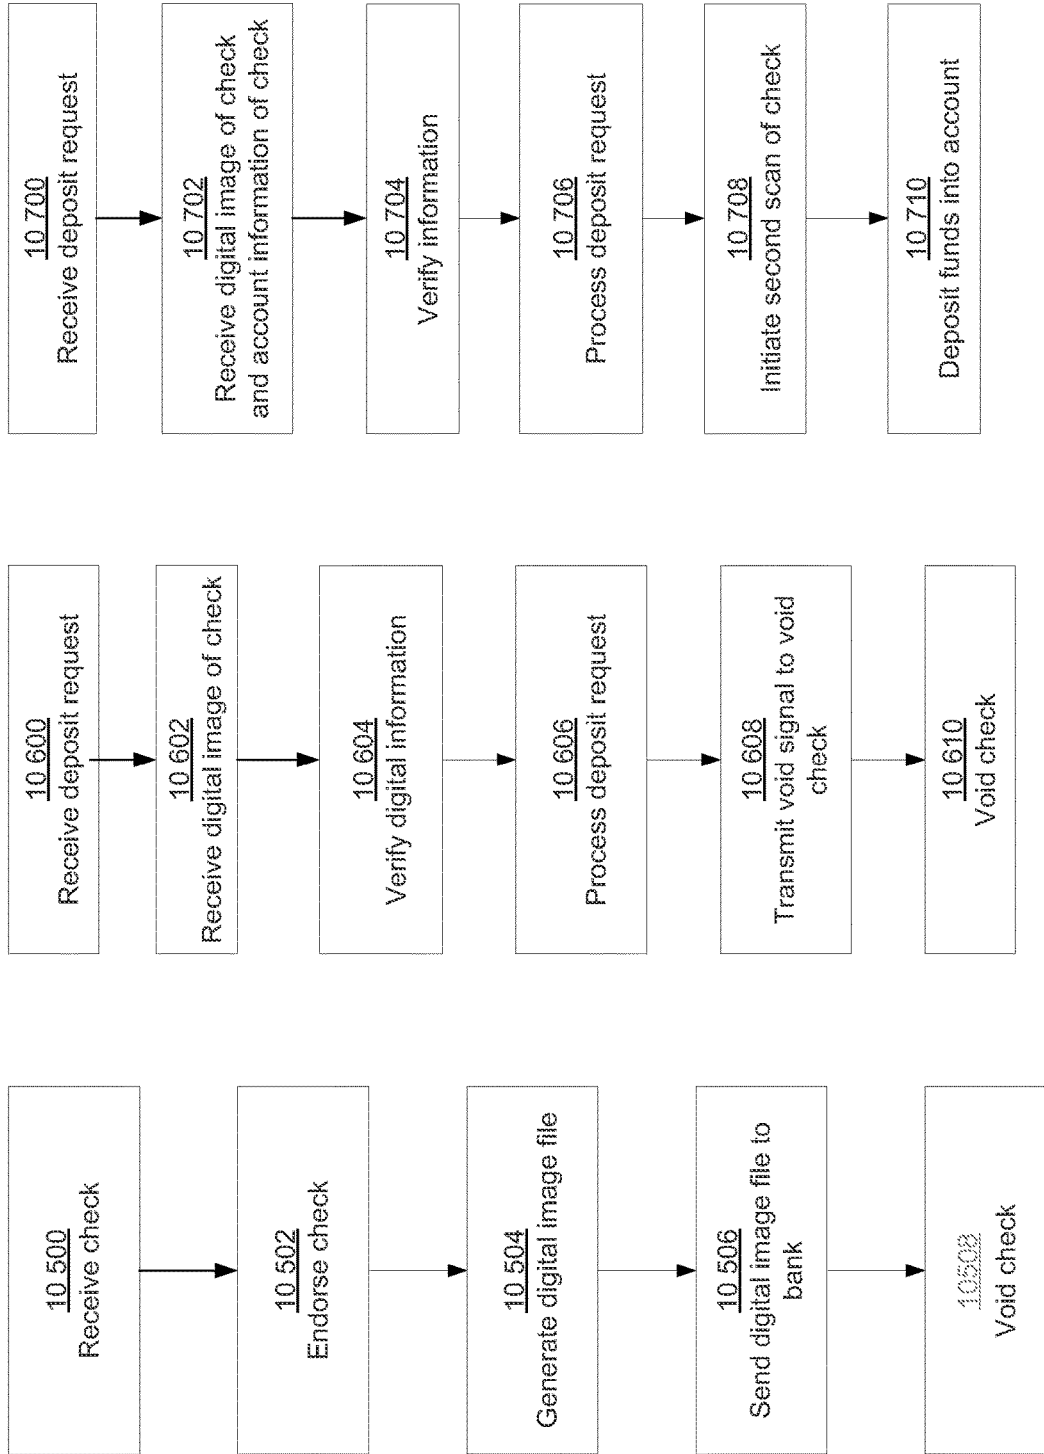 10 500
Receive check
10 502
Endorse check
10 504
Generate digital image file
10 506
Send digital image file to
bank
10508
Void check
10 600
Receive deposit request
10 602
Receive digital image of check
10 604
Verify digital information
10 606
Process deposit request
10 608
Transmit void signal to void
check
10 610
Void check
10 700
Receive deposit request
10 702
Receive digital image of check
and account information of check
10 704
Verify information
10 706
Process deposit request
10 708
Initiate second scan of check
10 710
Deposit funds into account